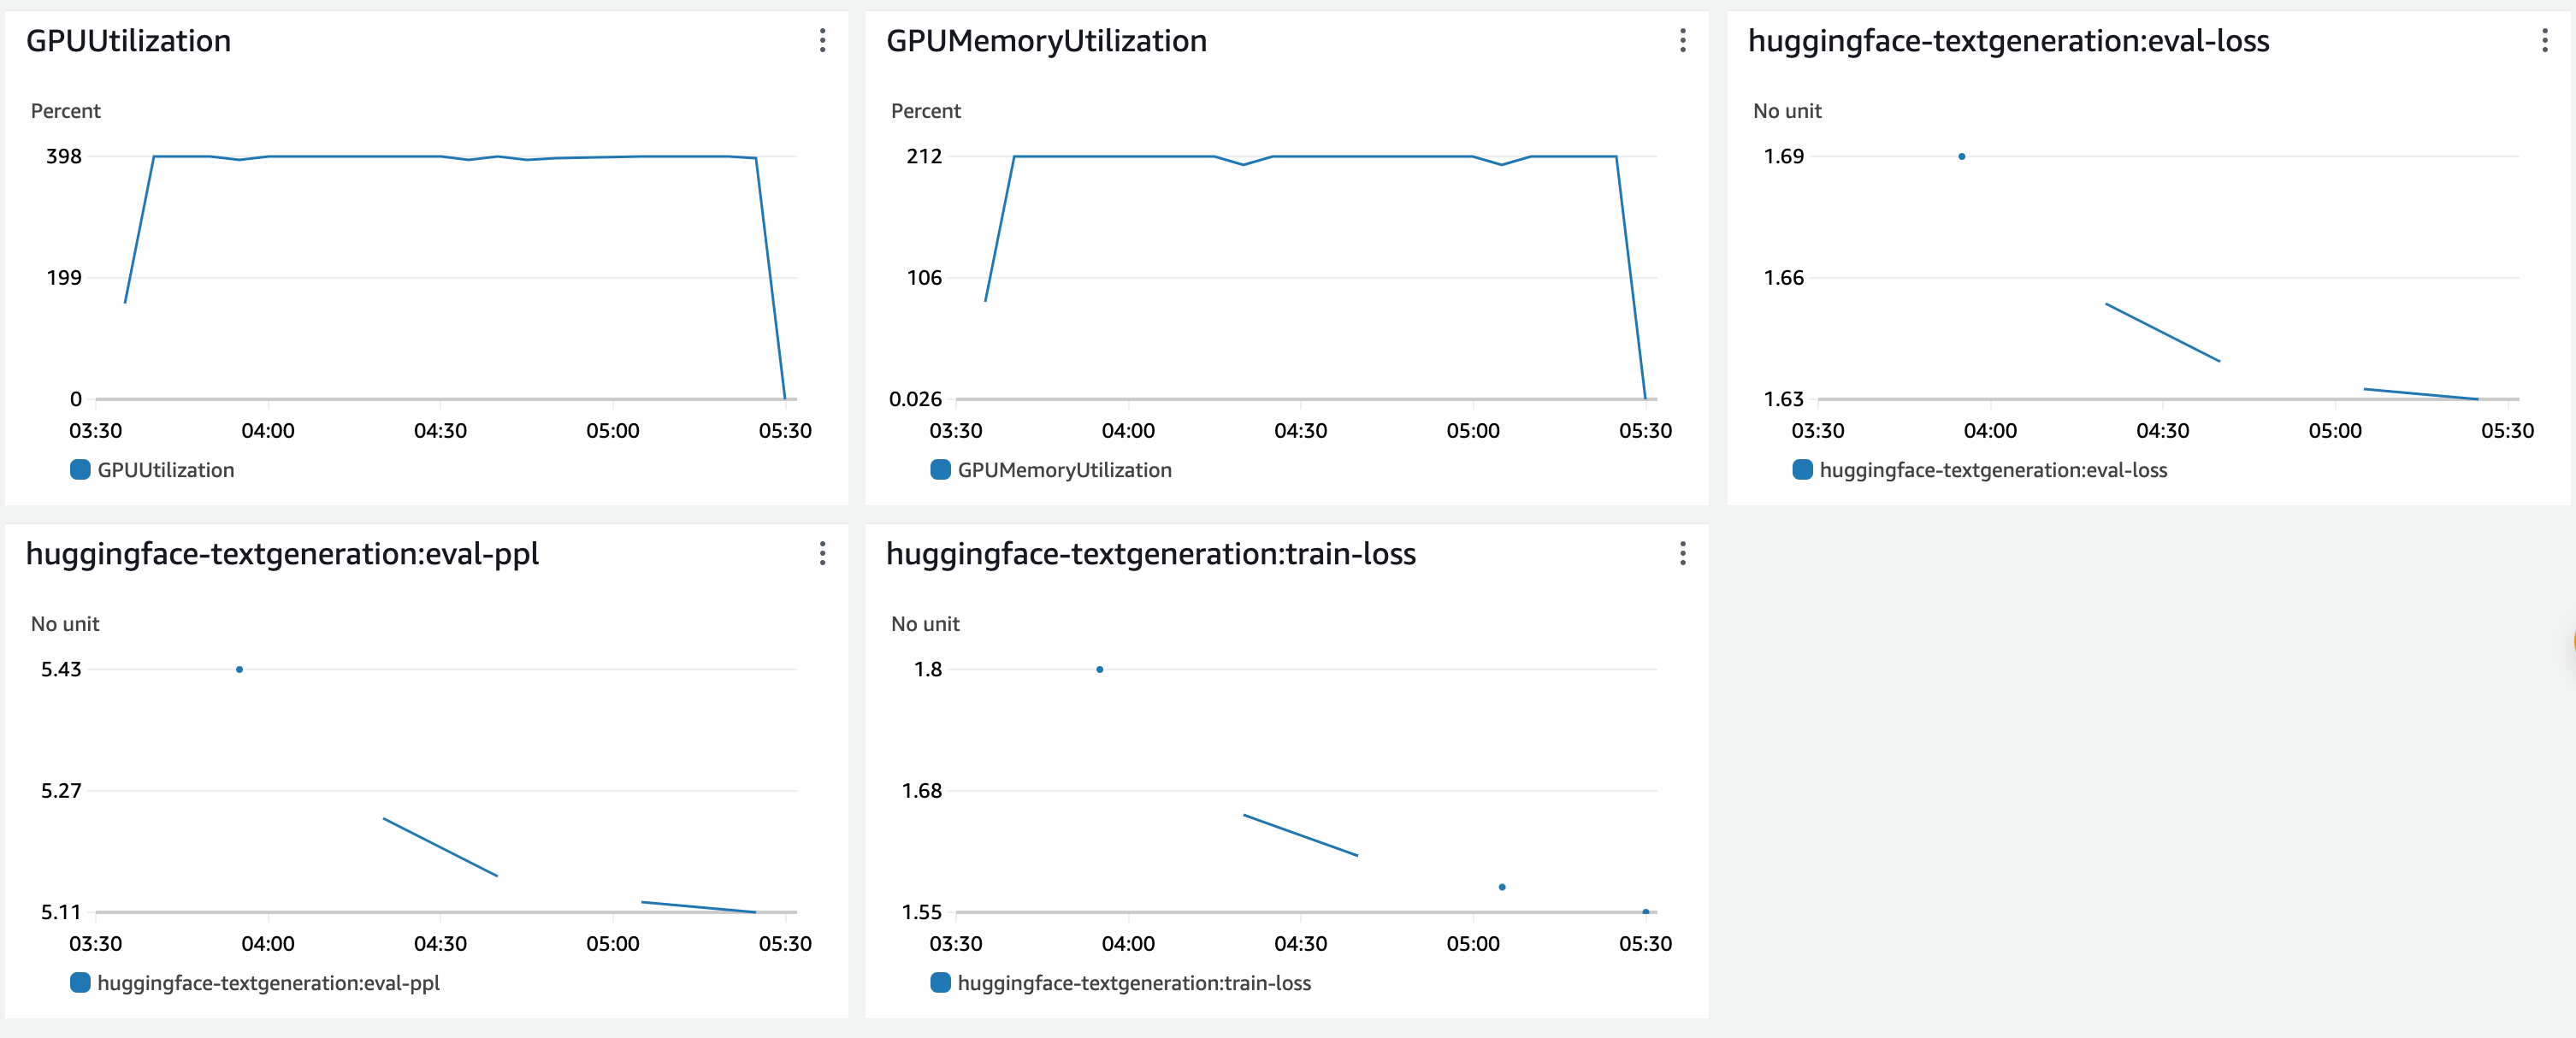 GPUUtilization
Percent
398
199
0
03:30 04:00 04:30 05:00 05:30
GPUUtilization
GPUMemoryUtilization
Percent
212
106
0.026
03:30 04:00 04:30 05:00 05:30
GPUMemoryUtilization
huggingface-textgeneration:eval-loss
No unit
1.69
1.66
1.63
03:30 04:00 04:30 05:00 05:30
huggingface-textgeneration:eval-loss
huggingface-textgeneration:eval-ppl
No unit
5.43
5.27
5.11
03:30 04:00 04:30 05:00 05:30
huggingface-textgeneration:eval-ppl
huggingface-textgeneration:train-loss
No unit
1.8
1.68
1.55
03:30 04:00 04:30 05:00 05:30
huggingface-textgeneration:train-loss